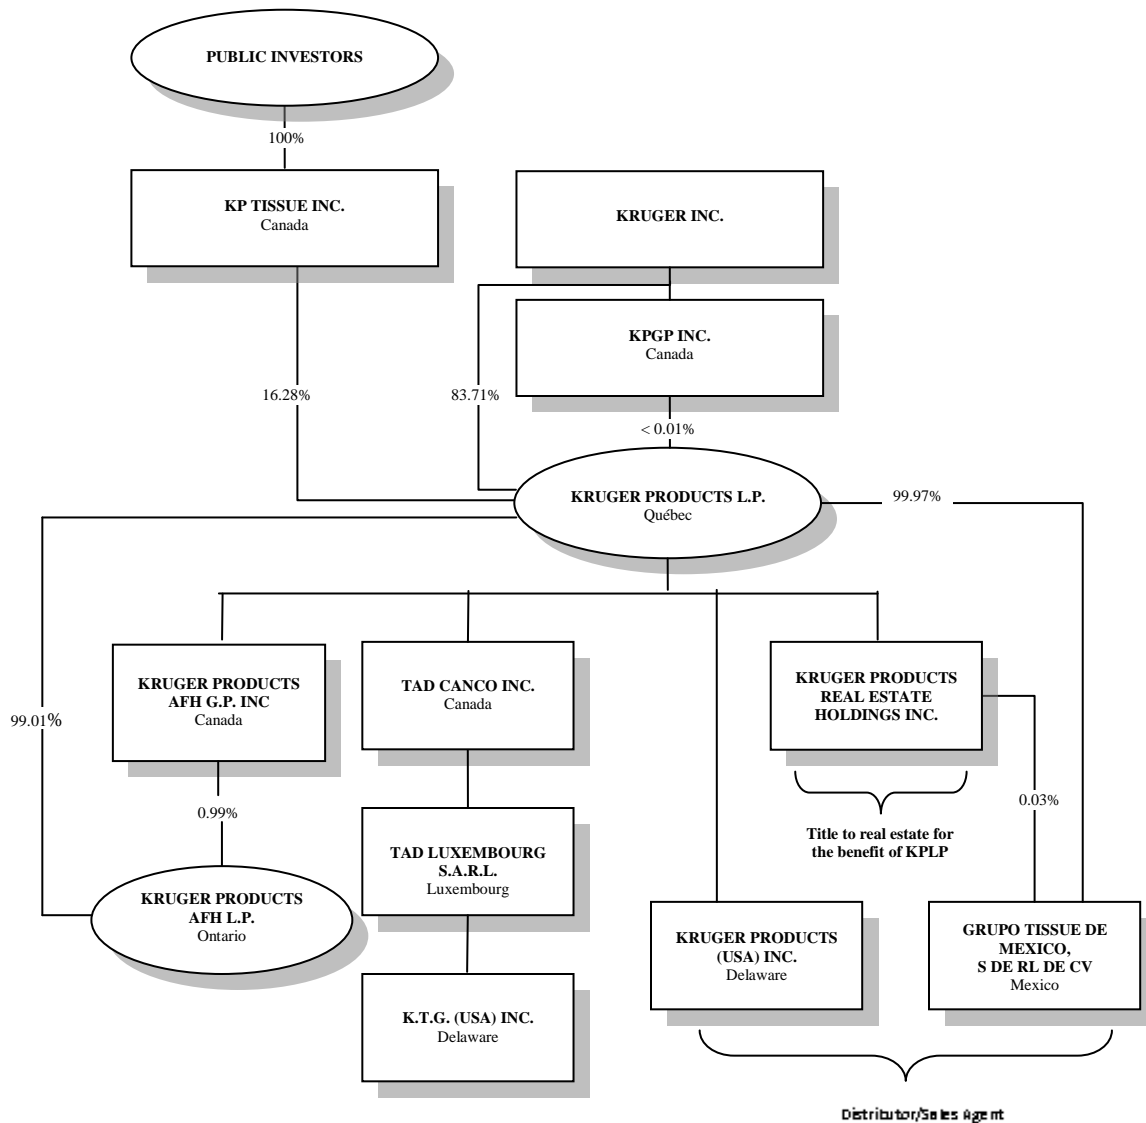 PUBLIC INVESTORS
100%
KP TISSUE INC.
Canada
KRUGER INC.
KPGP INC.
Canada
16.28%
83.71%
< 0.01%
KRUGER PRODUCTS L.P.
Québec
99.97%
KRUGER PRODUCTS
AFH G.P. INC
Canada
TAD CANCO INC.
Canada
KRUGER PRODUCTS
REAL ESTATE
HOLDINGS INC.
99.01%
0.99%
0.03%
Title to real estate for
the benefit of KPLP
TAD LUXEMBOURG
S.A.R.L.
Luxembourg
KRUGER PRODUCTS
AFH L.P.
Ontario
KRUGER PRODUCTS
(USA) INC.
Delaware
GRUPO TISSUE DE
MEXICO,
S DE RL DE CV
Mexico
K.T.G. (USA) INC.
Delaware
Distributor/Sales Agent